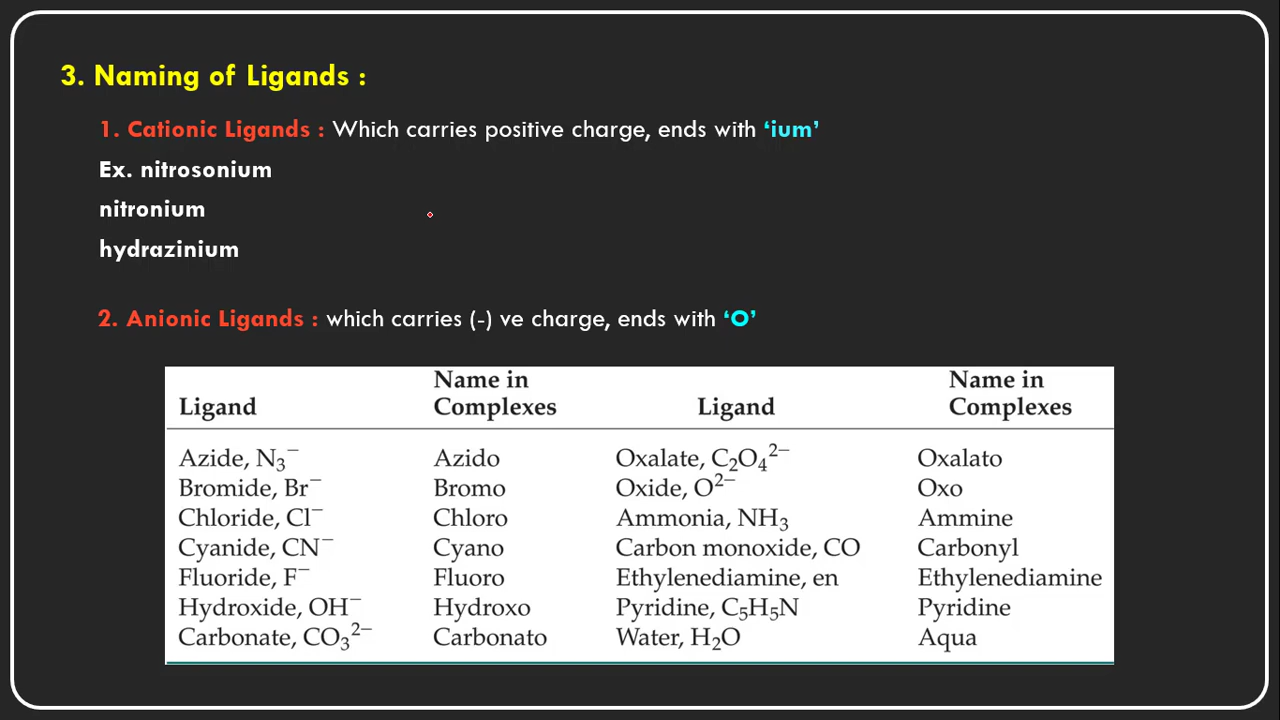 3. Naming of Ligands :
1. Cationic Ligands : Which carries positive charge, ends with ‘ium’
Ex. nitrosonium
nitronium
hydrazinium
2. Anionic Ligands : which carries (-) ve charge, ends with ‘O’
Ligand Name in Complexes Ligand Name in Complexes
Azide, N₃⁻ Azido Oxalate, C₂O₄²⁻ Oxalato
Bromide, Br⁻ Bromo Oxide, O²⁻ Oxo
Chloride, Cl⁻ Chloro Ammonia, NH₃ Ammine
Cyanide, CN⁻ Cyano Carbon monoxide, CO Carbonyl
Fluoride, F⁻ Fluoro Ethylenediamine, en Ethylenediamine
Hydroxide, OH⁻ Hydroxo Pyridine, C₅H₅N Pyridine
Carbonate, CO₃²⁻ Carbonato Water, H₂O Aqua